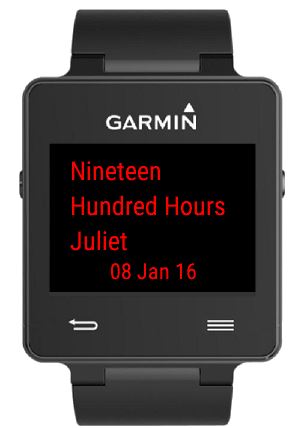 GARMIN
Nineteen
Hundred Hours
Juliet
08 Jan 16